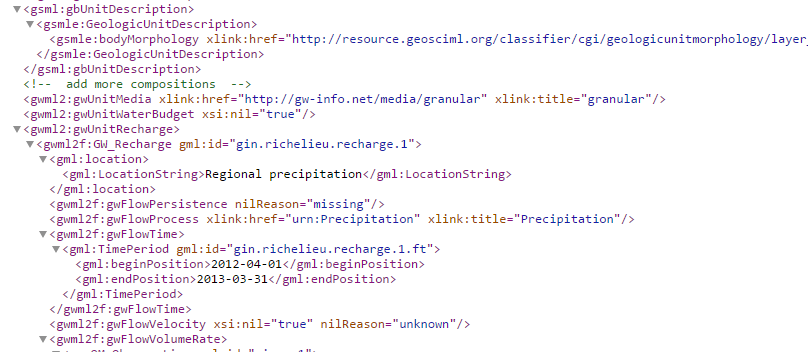 ▼<gsml:gbUnitDescription>
▼<gsmle:GeologicUnitDescription>
<gsmle:bodyMorphology xlink:href="http://resource.geosciml.org/classifier/cgi/geologicunitmorphology/layer_
</gsmle:GeologicUnitDescription>
</gsml:gbUnitDescription>
<!-- add more compositions -->
<gwml2:gwUnitMedia xlink:href="http://gw-info.net/media/granular" xlink:title="granular"/>
<gwml2:gwUnitWaterBudget xsi:nil="true"/>
▼<gwml2:gwUnitRecharge>
▼<gwml2f:GW_Recharge gml:id="gin.richelieu.recharge.1">
▼<gml:location>
<gml:LocationString>Regional precipitation</gml:LocationString>
</gml:location>
<gwml2f:gwFlowPersistence nilReason="missing"/>
<gwml2f:gwFlowProcess xlink:href="urn:Precipitation" xlink:title="Precipitation"/>
▼<gwml2f:gwFlowTime>
▼<gml:TimePeriod gml:id="gin.richelieu.recharge.1.ft">
<gml:beginPosition>2012-04-01</gml:beginPosition>
<gml:endPosition>2013-03-31</gml:endPosition>
</gml:TimePeriod>
</gwml2f:gwFlowTime>
<gwml2f:gwFlowVelocity xsi:nil="true" nilReason="unknown"/>
▼<gwml2f:gwFlowVolumeRate>